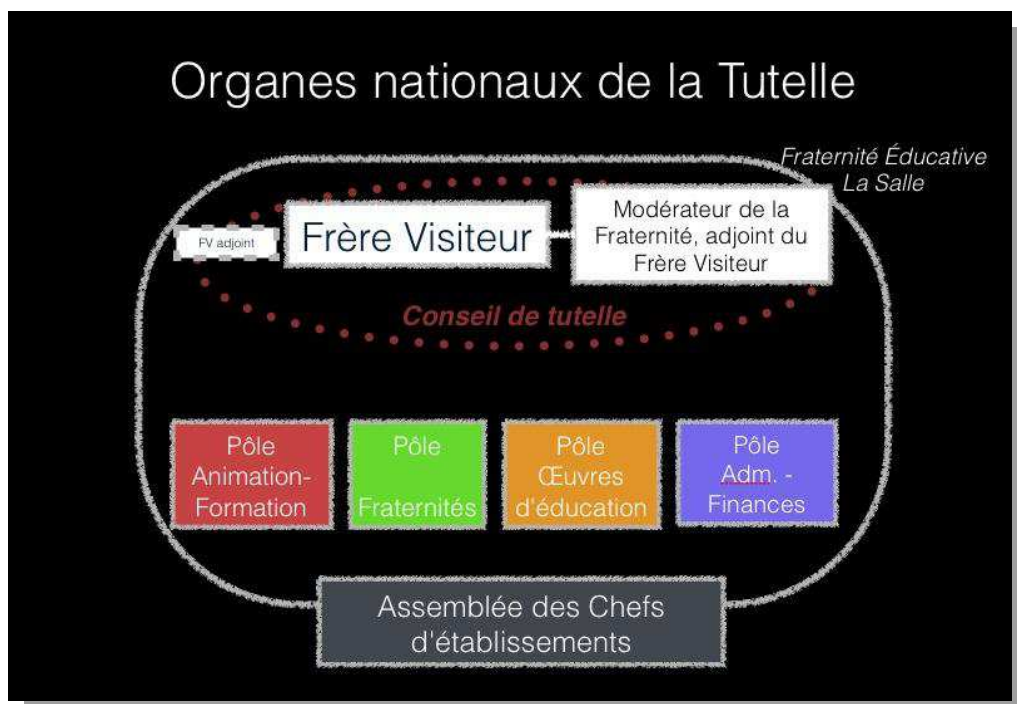 Organes nationaux de la Tutelle
Fraternité Éducative
La Salle
FV adjoint
Frère Visiteur
Modérateur de la
Fraternité, adjoint du
Frère Visiteur
Conseil de tutelle
Pôle
Animation-
Formation
Pôle
Fraternités
Pôle
Œuvres
d'éducation
Pôle
Adm. -
Finances
Assemblée des Chefs
d'établissements